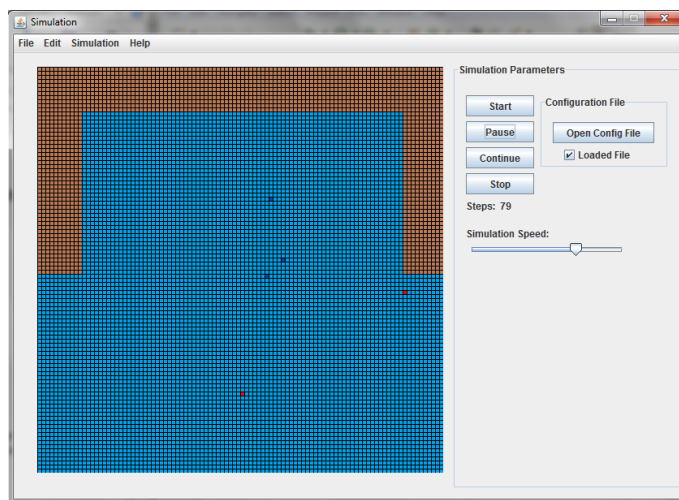 Simulation
File Edit Simulation Help
Simulation Parameters
Start
Configuration File
Pause
Open Config File
Continue
Loaded File
Stop
Steps: 79
Simulation Speed: